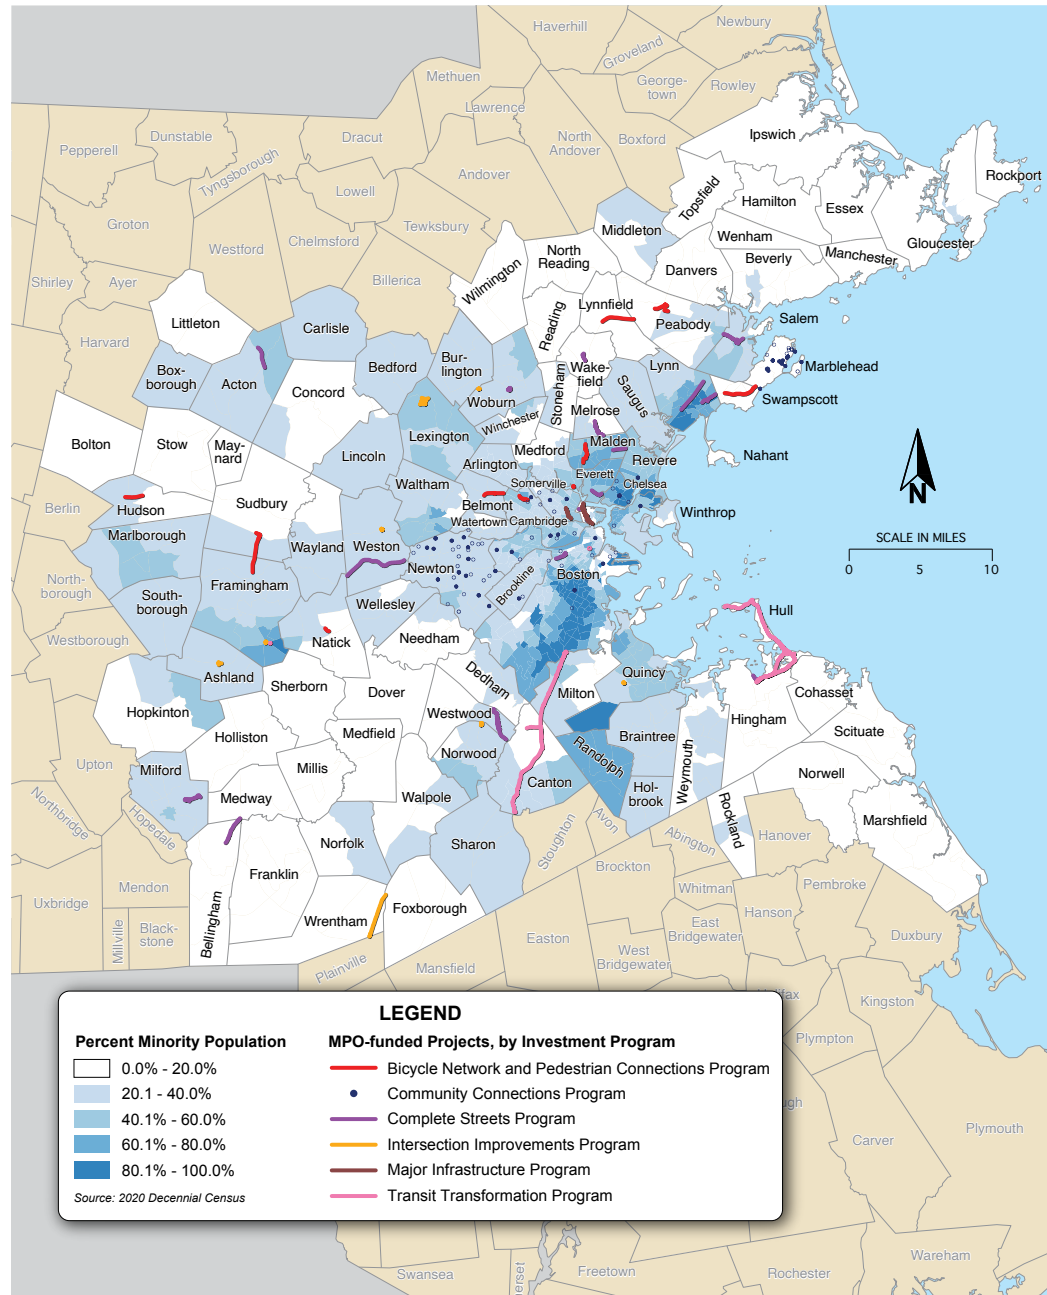 Haverhill
Newbury
Groveland
Methuen
George-
town
Rowley
Lawrence
Ipswich
Dunstable
Dracut
North
Andover
Boxford
Pepperell
Tyngsborough
Andover
Rockport
Lowell
Topsfield
Hamilton
Essex
Groton
Tewksbury
Middleton
Wenham
Gloucester
Westford
Chelmsford
North
Reading
Beverly
Manchester
Shirley
Ayer
Billerica
Wilmington
Danvers
Littleton
Carlisle
Reading
Lynnfield
Peabody
Salem
Harvard
Box-
borough
Acton
Concord
Bedford
Bur-
lington
Wake-
field
Lynn
Marblehead
Stoneham
Saugus
Swampscott
Woburn
Winchester
Melrose
Bolton
Stow
May-
nard
Lexington
Medford
Malden
Revere
Nahant
N
Lincoln
Arlington
Everett
Waltham
Somerville
Chelsea
Berlin
Hudson
Sudbury
Belmont
Watertown
Cambridge
Winthrop
SCALE IN MILES
0
5
10
Marlborough
Wayland
Weston
Newton
Brookline
Boston
North-
borough
Framingham
South-
borough
Wellesley
Hull
Westborough
Natick
Needham
Ashland
Sherborn
Dover
Dedham
Milton
Quincy
Cohasset
Hopkinton
Westwood
Hingham
Scituate
Holliston
Medfield
Norwood
Randolph
Braintree
Weymouth
Upton
Milford
Millis
Canton
Hol-
brook
Norwell
Northbridge
Hopedale
Medway
Walpole
Rockland
Marshfield
Norfolk
Sharon
Stoughton
Avon
Abington
Hanover
Franklin
Brockton
Mendon
Whitman
Pembroke
Uxbridge
Bellingham
Wrentham
Foxborough
Hanson
Millville
Black-
stone
Easton
East
Bridgewater
Duxbury
Plainville
Mansfield
West
Bridgewater
Kingston
Plympton
Carver
Plymouth
LEGEND
Percent Minority Population
0.0% - 20.0%
20.1 - 40.0%
40.1% - 60.0%
60.1% - 80.0%
80.1% - 100.0%
Source: 2020 Decennial Census
MPO-funded Projects, by Investment Program
Bicycle Network and Pedestrian Connections Program
Community Connections Program
Complete Streets Program
Intersection Improvements Program
Major Infrastructure Program
Transit Transformation Program
Swansea
Freetown
Rochester
Wareham